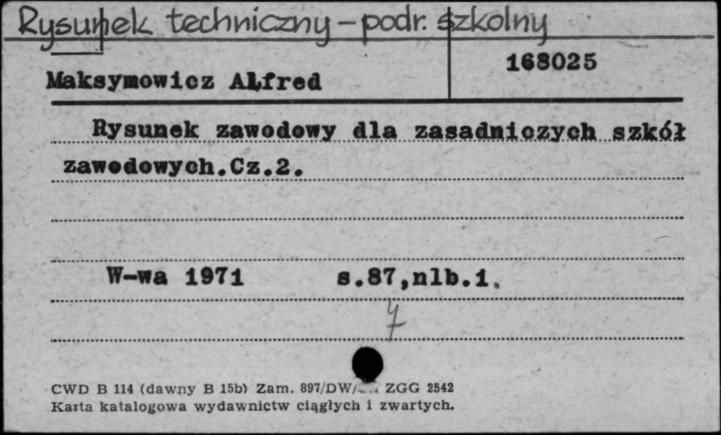 Rysunek techniczny - podr. szkolny
168025
Maksymowicz Alfred
Rysunek zawodowy dla zasadniczych szkół
zawodowych.Cz.2.
W-wa 1971 s.87,nlb.1.
CWD B 114 (dawny B 15b) Zam. 897/DW/ ZGG 2542
Karta katalogowa wydawnictw ciągłych i zwartych.